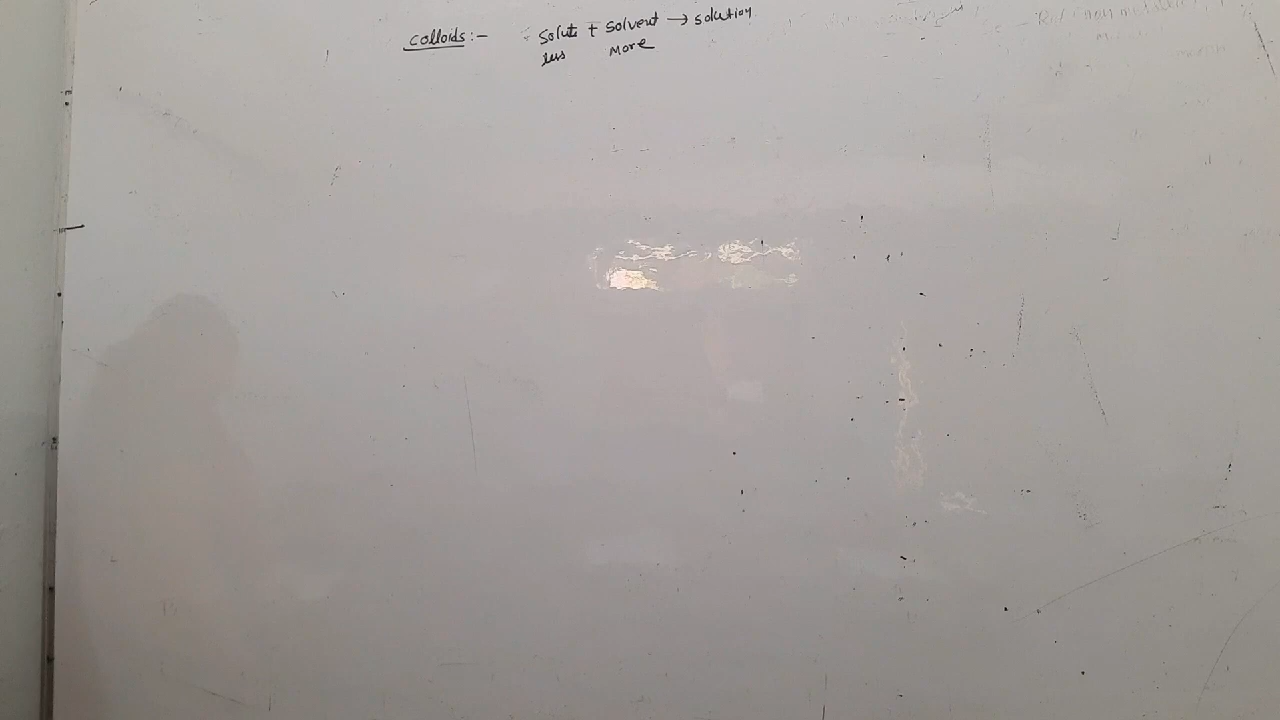 Colloids :- Solute + Solvent → solution
less More